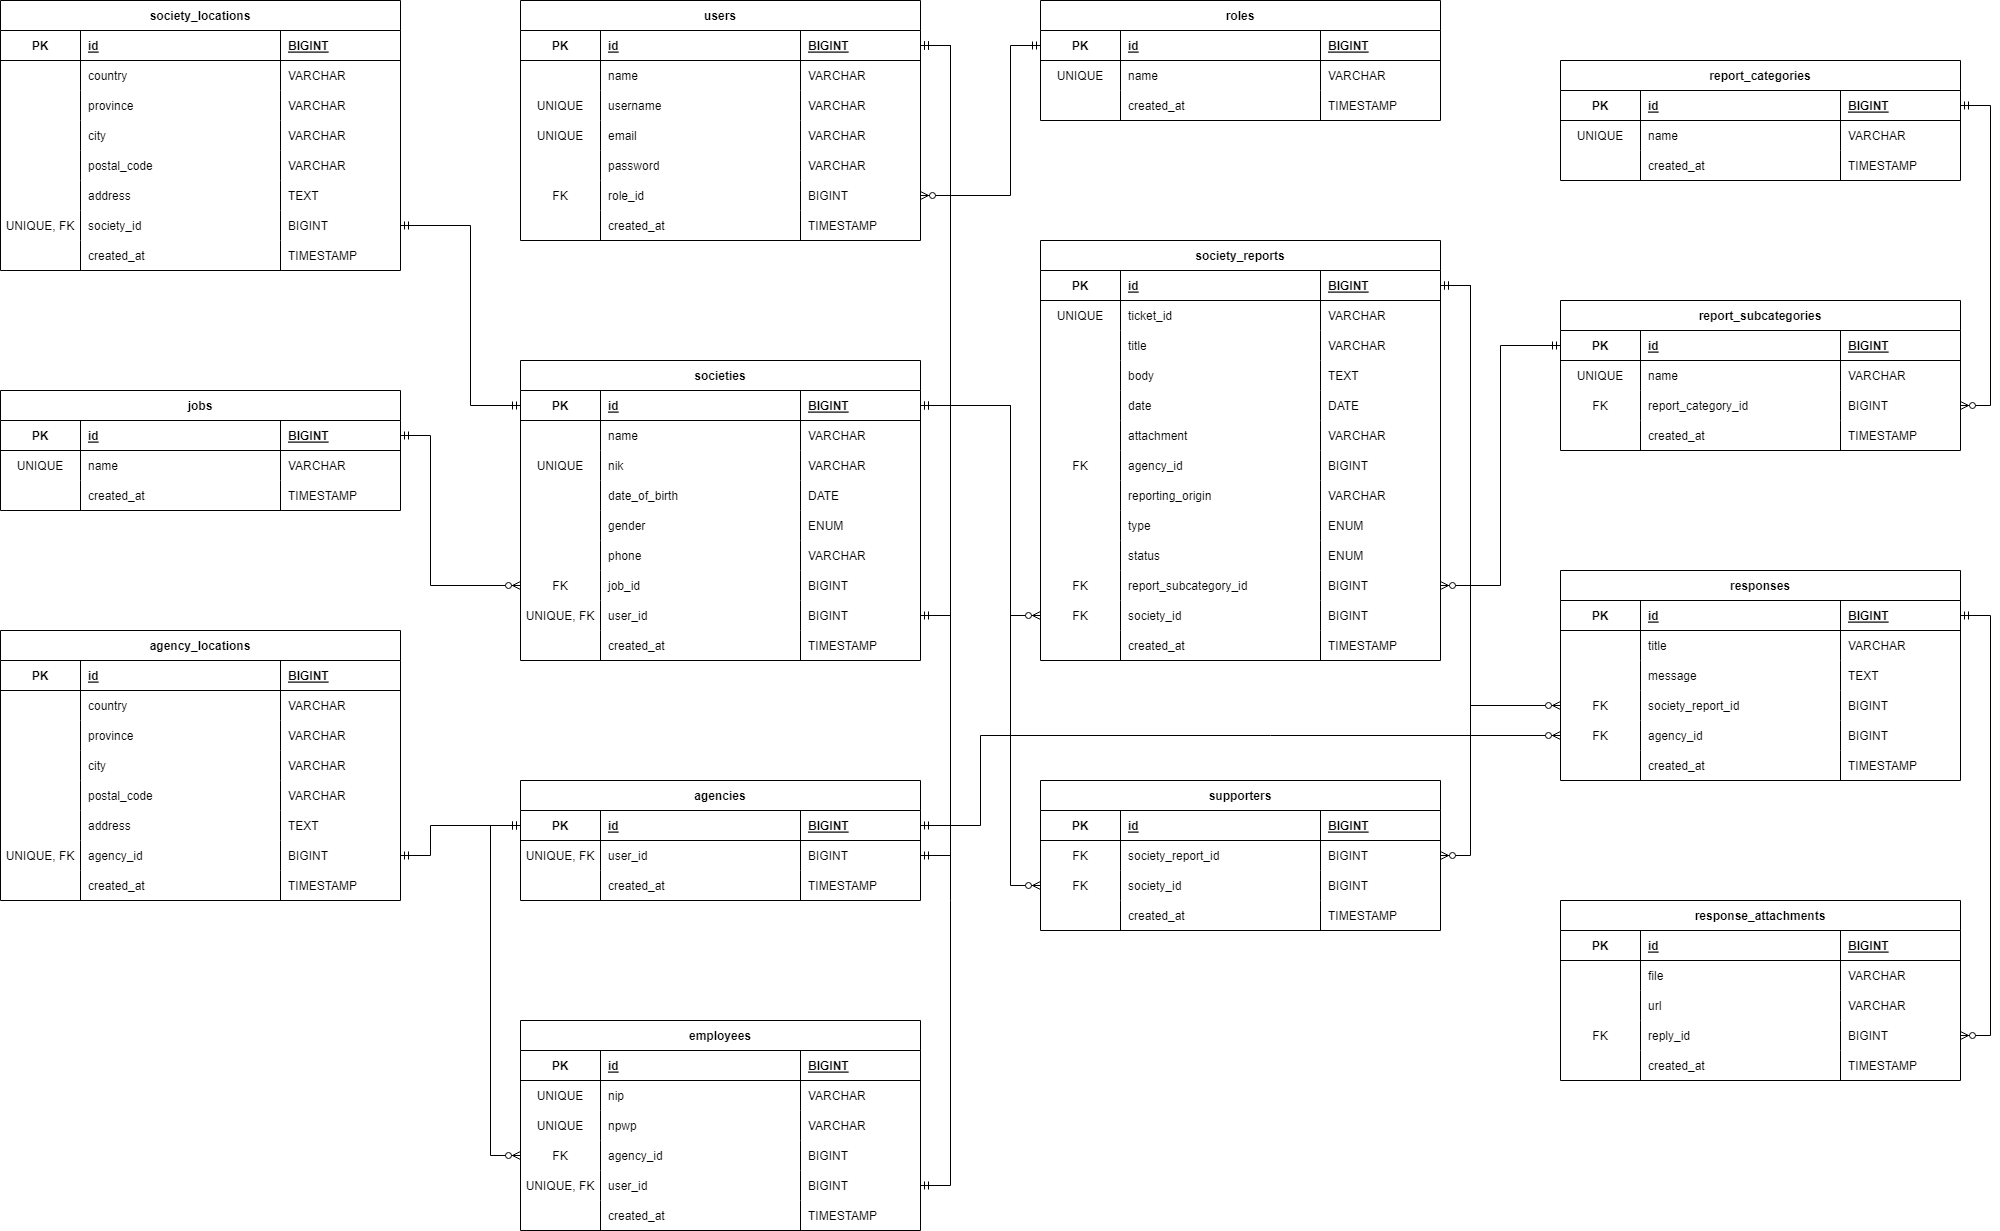 society_locations
PK id BIGINT
country VARCHAR
province VARCHAR
city VARCHAR
postal_code VARCHAR
address TEXT
UNIQUE, FK society_id BIGINT
created_at TIMESTAMP
jobs
PK id BIGINT
UNIQUE name VARCHAR
created_at TIMESTAMP
agency_locations
PK id BIGINT
country VARCHAR
province VARCHAR
city VARCHAR
postal_code VARCHAR
address TEXT
UNIQUE, FK agency_id BIGINT
created_at TIMESTAMP
users
PK id BIGINT
name VARCHAR
UNIQUE username VARCHAR
UNIQUE email VARCHAR
password VARCHAR
FK role_id BIGINT
created_at TIMESTAMP
societies
PK id BIGINT
name VARCHAR
UNIQUE nik VARCHAR
date_of_birth DATE
gender ENUM
phone VARCHAR
FK job_id BIGINT
UNIQUE, FK user_id BIGINT
created_at TIMESTAMP
agencies
PK id BIGINT
UNIQUE, FK user_id BIGINT
created_at TIMESTAMP
employees
PK id BIGINT
UNIQUE nip VARCHAR
UNIQUE npwp VARCHAR
FK agency_id BIGINT
UNIQUE, FK user_id BIGINT
created_at TIMESTAMP
roles
PK id BIGINT
UNIQUE name VARCHAR
created_at TIMESTAMP
society_reports
PK id BIGINT
UNIQUE ticket_id VARCHAR
title VARCHAR
body TEXT
date DATE
attachment VARCHAR
FK agency_id BIGINT
reporting_origin VARCHAR
type ENUM
status ENUM
FK report_subcategory_id BIGINT
FK society_id BIGINT
created_at TIMESTAMP
supporters
PK id BIGINT
FK society_report_id BIGINT
FK society_id BIGINT
created_at TIMESTAMP
report_categories
PK id BIGINT
UNIQUE name VARCHAR
created_at TIMESTAMP
report_subcategories
PK id BIGINT
UNIQUE name VARCHAR
FK report_category_id BIGINT
created_at TIMESTAMP
responses
PK id BIGINT
title VARCHAR
message TEXT
FK society_report_id BIGINT
FK agency_id BIGINT
created_at TIMESTAMP
response_attachments
PK id BIGINT
file VARCHAR
url VARCHAR
FK reply_id BIGINT
created_at TIMESTAMP